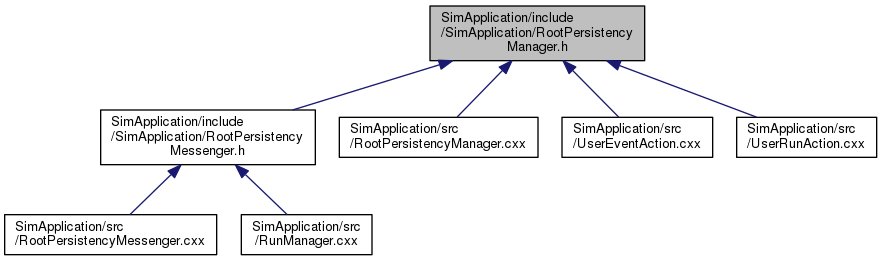 SimApplication/include
/SimApplication/RootPersistency
Manager.h
SimApplication/include
/SimApplication/RootPersistency
Messenger.h
SimApplication/src
/RootPersistencyManager.cxx
SimApplication/src
/UserEventAction.cxx
SimApplication/src
/UserRunAction.cxx
SimApplication/src
/RootPersistencyMessenger.cxx
SimApplication/src
/RunManager.cxx